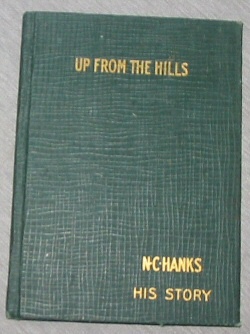 UP FROM THE HILLS
N·C·HANKS
HIS STORY